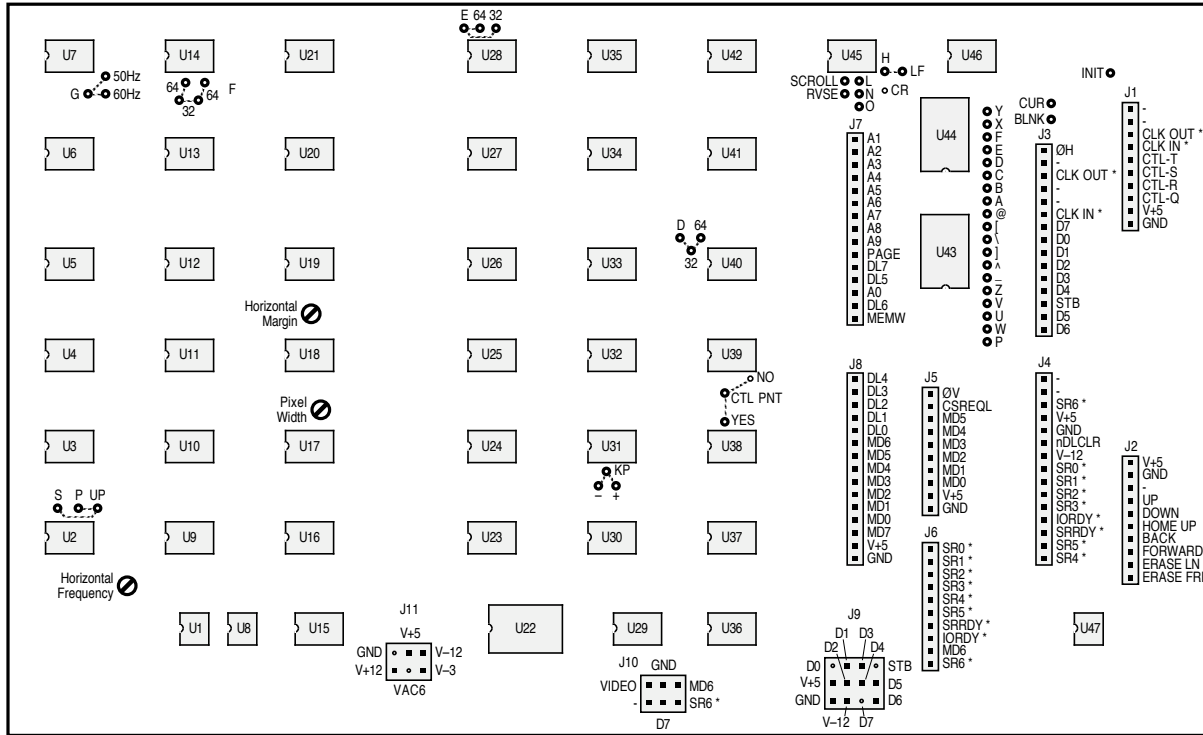 E 64 32
U7
U14
U21
U28
U35
U42
U45
U46
H
LF
CR
SCROLL
L
RVSE
N
O
INIT
50Hz
G
60Hz
64
64
32
F
J1
-
-
CLK OUT *
CLK IN *
CTL-T
CTL-S
CTL-R
CTL-Q
V+5
GND
CUR
BLNK
U6
U13
U20
U27
U34
U41
U44
J7
A1
A2
A3
A4
A5
A6
A7
A8
A9
PAGE
DL7
DL5
A0
DL6
MEMW
Y
X
F
E
D
C
B
A
@
[
\
]
^
_
Z
V
U
W
P
J3
ØH
-
CLK OUT *
-
-
CLK IN *
D7
D0
D1
D2
D3
D4
STB
D5
D6
D 64
32
U5
U12
U19
U26
U33
U40
U43
Horizontal
Margin
U4
U11
U18
U25
U32
U39
NO
CTL PNT
YES
Pixel
Width
J8
DL4
DL3
DL2
DL1
DL0
MD6
MD5
MD4
MD3
MD2
MD1
MD0
MD7
V+5
GND
J5
ØV
CSREQL
MD5
MD4
MD3
MD2
MD1
MD0
V+5
GND
J4
-
-
SR6 *
V+5
GND
nDLCLR
V–12
SR0 *
SR1 *
SR2 *
SR3 *
IORDY *
SRRDY *
SR5 *
SR4 *
J2
V+5
GND
-
UP
DOWN
HOME UP
BACK
FORWARD
ERASE LN
ERASE FR
U3
U10
U17
U24
U31
U38
KP
–
+
S P UP
U2
U9
U16
U23
U30
U37
J6
SR0 *
SR1 *
SR2 *
SR3 *
SR4 *
SR5 *
SRRDY *
IORDY *
MD6
SR6 *
Horizontal
Frequency
U1
U8
U15
U22
U29
U36
U47
J11
V+5
GND
V–12
V+12
V–3
VAC6
J10
GND
VIDEO
MD6
-
SR6 *
D7
J9
D1
D3
D2
D4
D0
STB
V+5
D5
GND
D6
V–12
D7